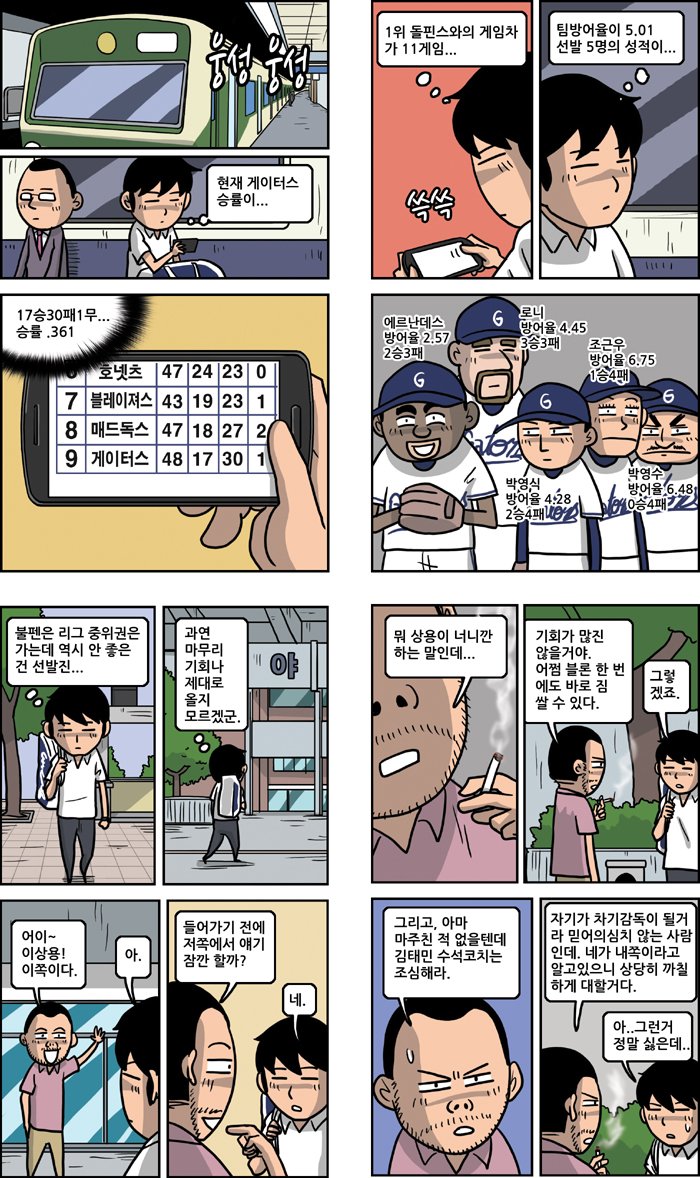 웅성 웅성
현재 게이터스
승률이...
17승30패1무...
승률 .361
6 호넷츠 47 24 23 0
7 블레이져스 43 19 23 1
8 매드독스 47 18 27 2
9 게이터스 48 17 30 1
1위 돌핀스와의 게임차
가 11게임...
쓱쓱
팀방어율이 5.01
선발 5명의 성적이...
에르난데스
방어율 2.57
2승3패
로니
방어율 4.45
3승3패
조근우
방어율 6.75
1승4패
박영식
방어율 4.28
2승4패
박영수
방어율 6.48
0승4패
G
G
G
G
Gators
불펜은 리그 중위권은
가는데 역시 안 좋은
건 선발진...
과연
마무리
기회나
제대로
올지
모르겠군.
야
어이~
이상용!
이쪽이다.
아.
들어가기 전에
저쪽에서 얘기
잠깐 할까?
네.
뭐 상용이 너니깐
하는 말인데...
기회가 많진
않을거야.
어쩜 블론 한 번
에도 바로 짐
쌀 수 있다.
그렇
겠죠.
그리고, 아마
마주친 적 없을텐데
김태민 수석코치는
조심해라.
자기가 차기감독이 될거
라 믿어의심치 않는 사람
인데. 네가 내쪽이라고
알고있으니 상당히 까칠
하게 대할거다.
아..그런거
정말 싫은데..